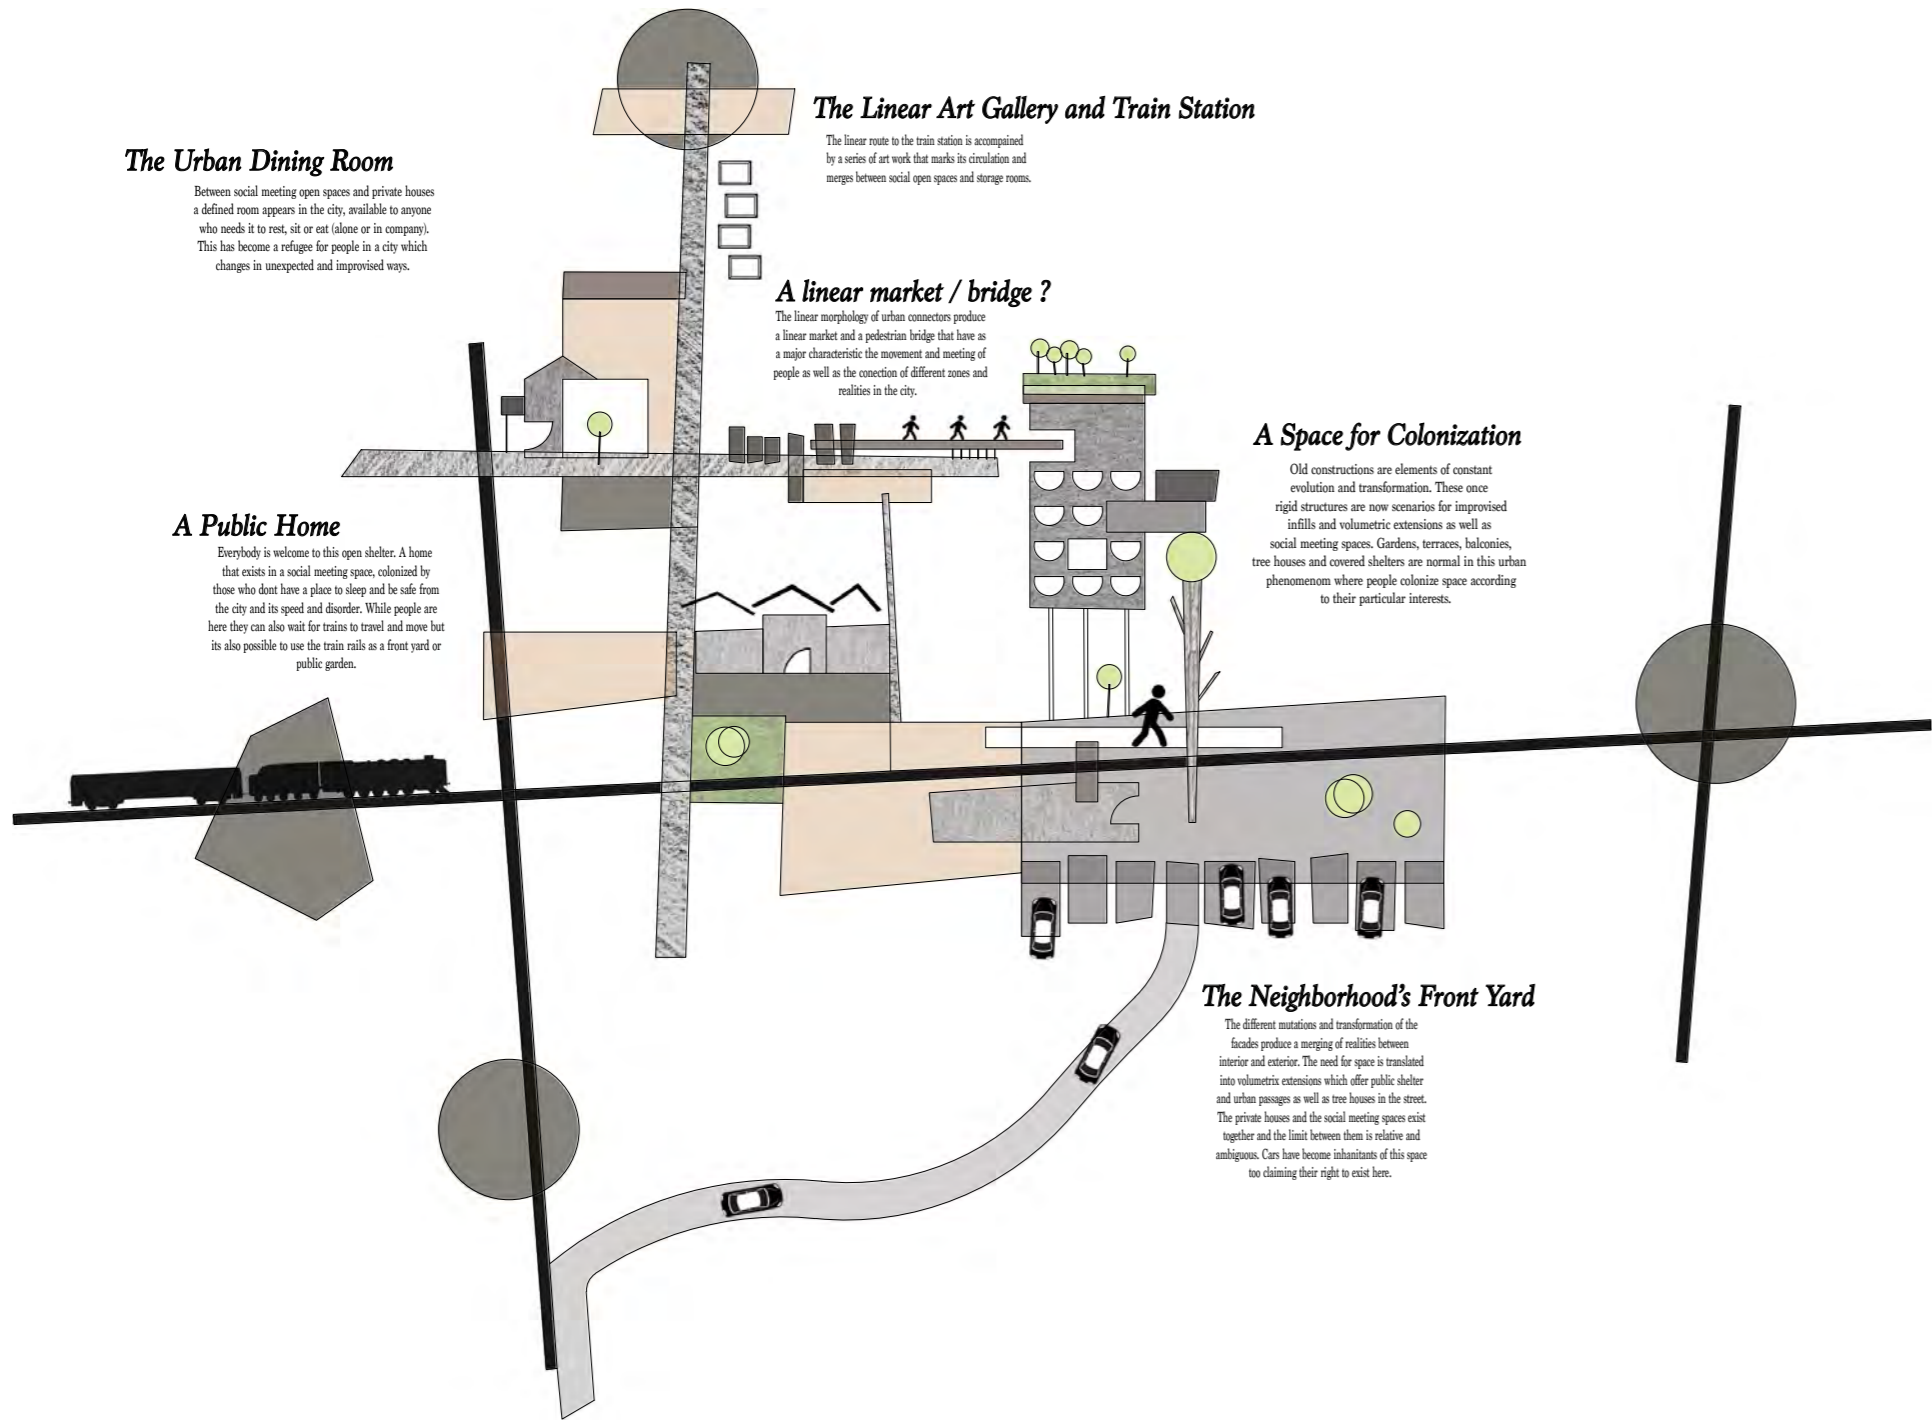 The Linear Art Gallery and Train Station
The linear route to the train station is accompained
by a series of art work that marks its circulation and
merges between social open spaces and storage rooms.
The Urban Dining Room
Between social meeting open spaces and private houses
a defined room appears in the city, available to anyone
who needs it to rest, sit or eat (alone or in company).
This has become a refugee for people in a city which
changes in unexpected and improvised ways.
A linear market / bridge ?
The linear morphology of urban connectors produce
a linear market and a pedestrian bridge that have as
a major characteristic the movement and meeting of
people as well as the conection of different zones and
realities in the city.
A Space for Colonization
Old constructions are elements of constant
evolution and transformation. These once
rigid structures are now scenarios for improvised
infills and volumetric extensions as well as
social meeting spaces. Gardens, terraces, balconies,
tree houses and covered shelters are normal in this urban
phenomenom where people colonize space according
to their particular interests.
A Public Home
Everybody is welcome to this open shelter. A home
that exists in a social meeting space, colonized by
those who dont have a place to sleep and be safe from
the city and its speed and disorder. While people are
here they can also wait for trains to travel and move but
its also possible to use the train rails as a front yard or
public garden.
The Neighborhood's Front Yard
The different mutations and transformation of the
facades produce a merging of realities between
interior and exterior. The need for space is translated
into volumetrix extensions which offer public shelter
and urban passages as well as tree houses in the street.
The private houses and the social meeting spaces exist
together and the limit between them is relative and
ambiguous. Cars have become inhanitants of this space
too claiming their right to exist here.